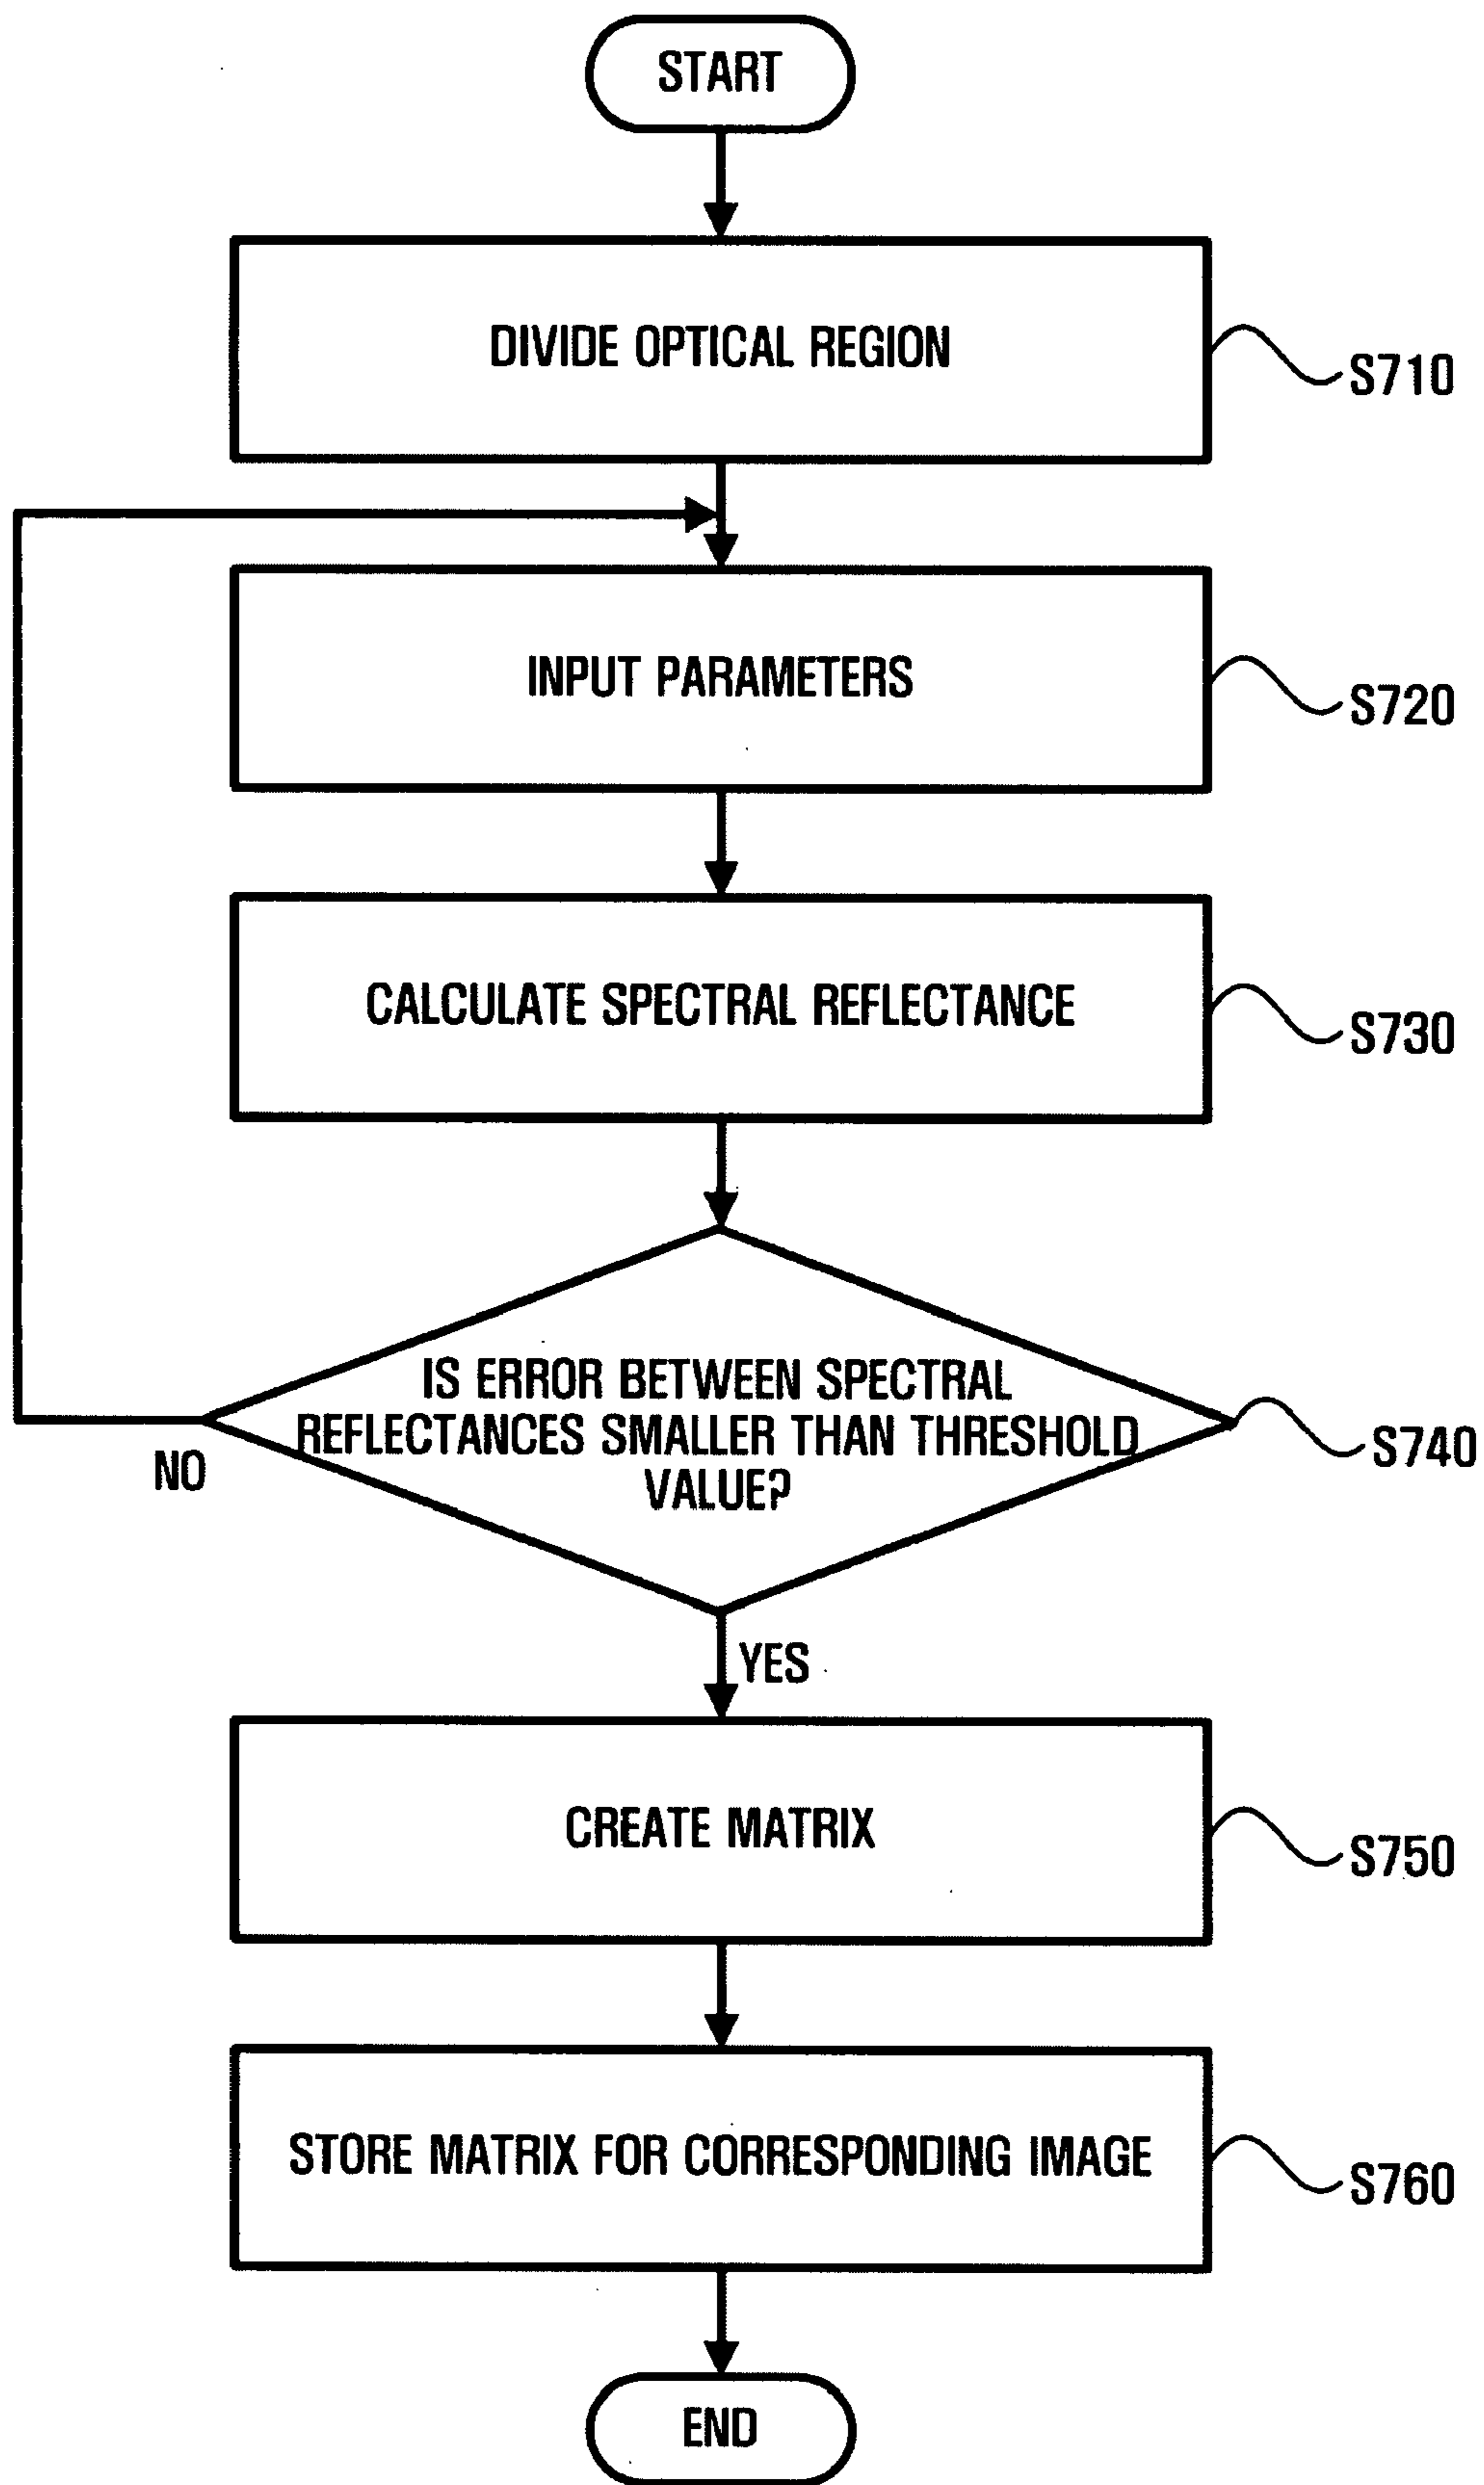 START
DIVIDE OPTICAL REGION
S710
INPUT PARAMETERS
S720
CALCULATE SPECTRAL REFLECTANCE
S730
IS ERROR BETWEEN SPECTRAL
REFLECTANCES SMALLER THAN THRESHOLD
VALUE?
S740
NO
YES
CREATE MATRIX
S750
STORE MATRIX FOR CORRESPONDING IMAGE
S760
END